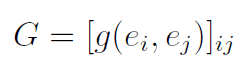 G = [g(e_i, e_j)]_{ij}